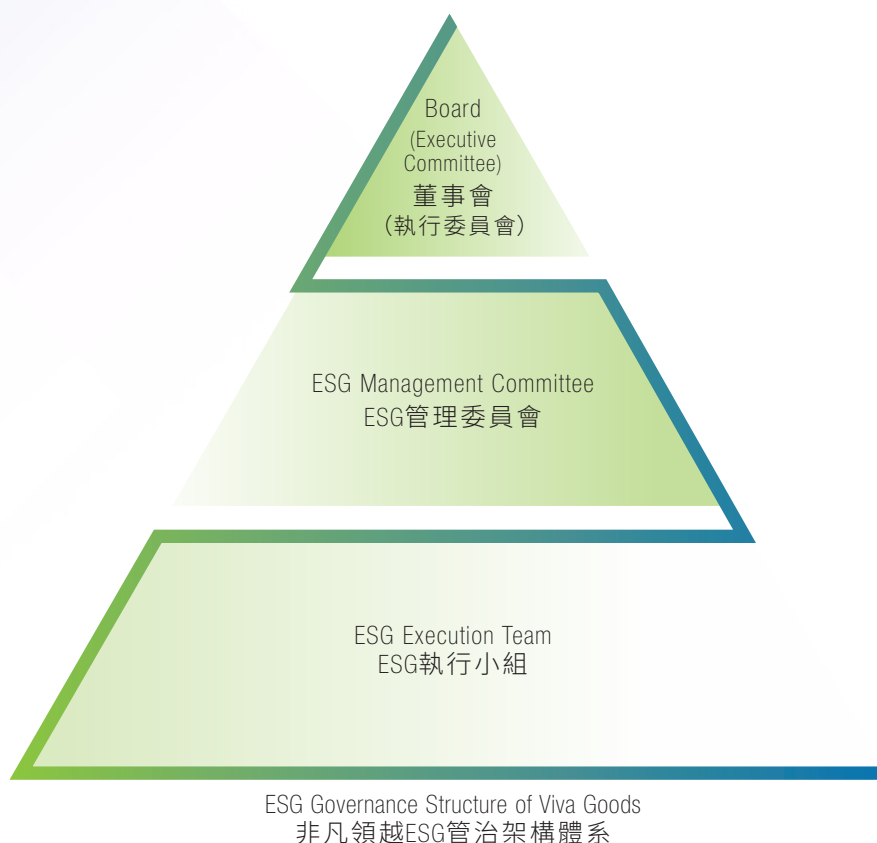 Board
(Executive
Committee)
董事會
（執行委員會）
ESG Management Committee
ESG管理委員會
ESG Execution Team
ESG執行小組
ESG Governance Structure of Viva Goods
非凡領越ESG管治架構體系